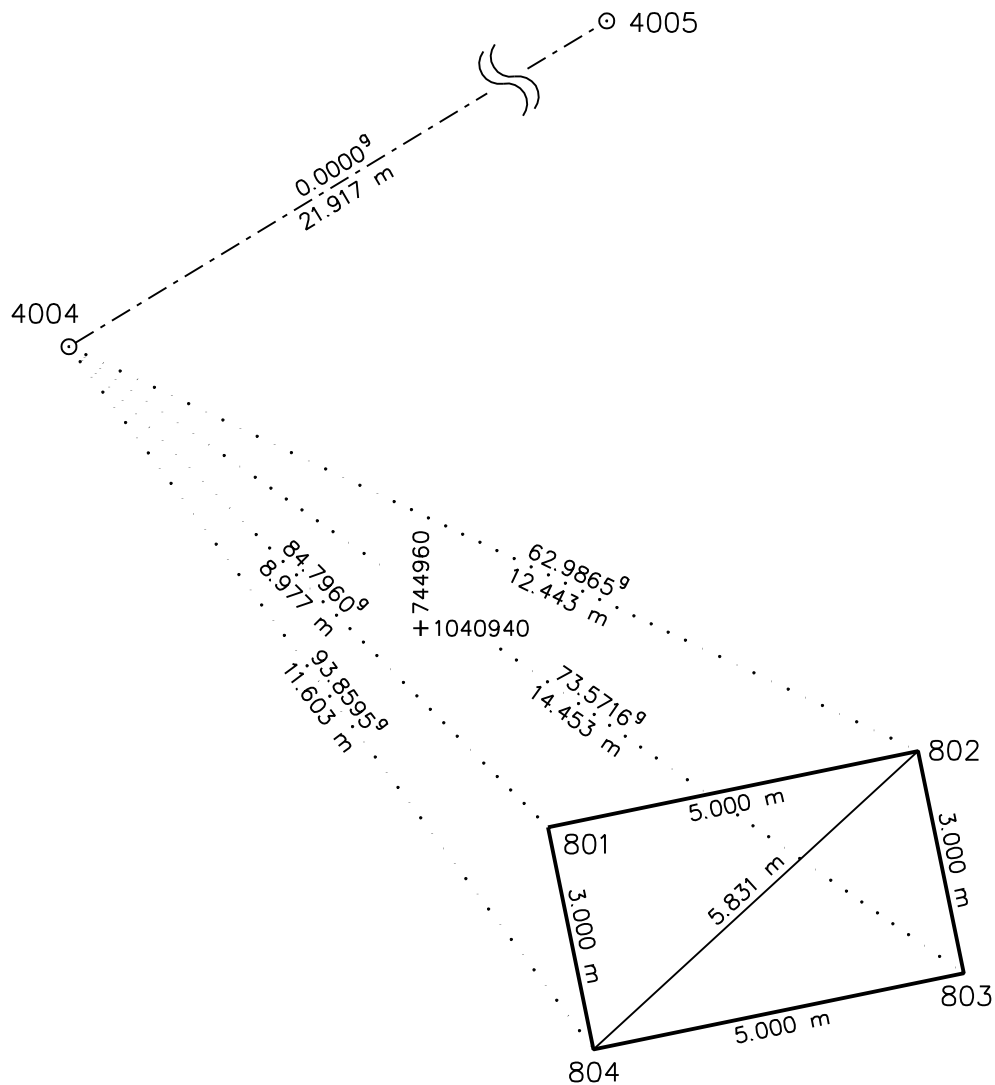 4005
0.0000g
21.917 m
4004
744960
1040940
62.9865g
12.443 m
84.7960g
8.977 m
93.8595g
11.603 m
73.5716g
14.453 m
802
5.000 m
801
3.000 m
5.831 m
3.000 m
803
5.000 m
804